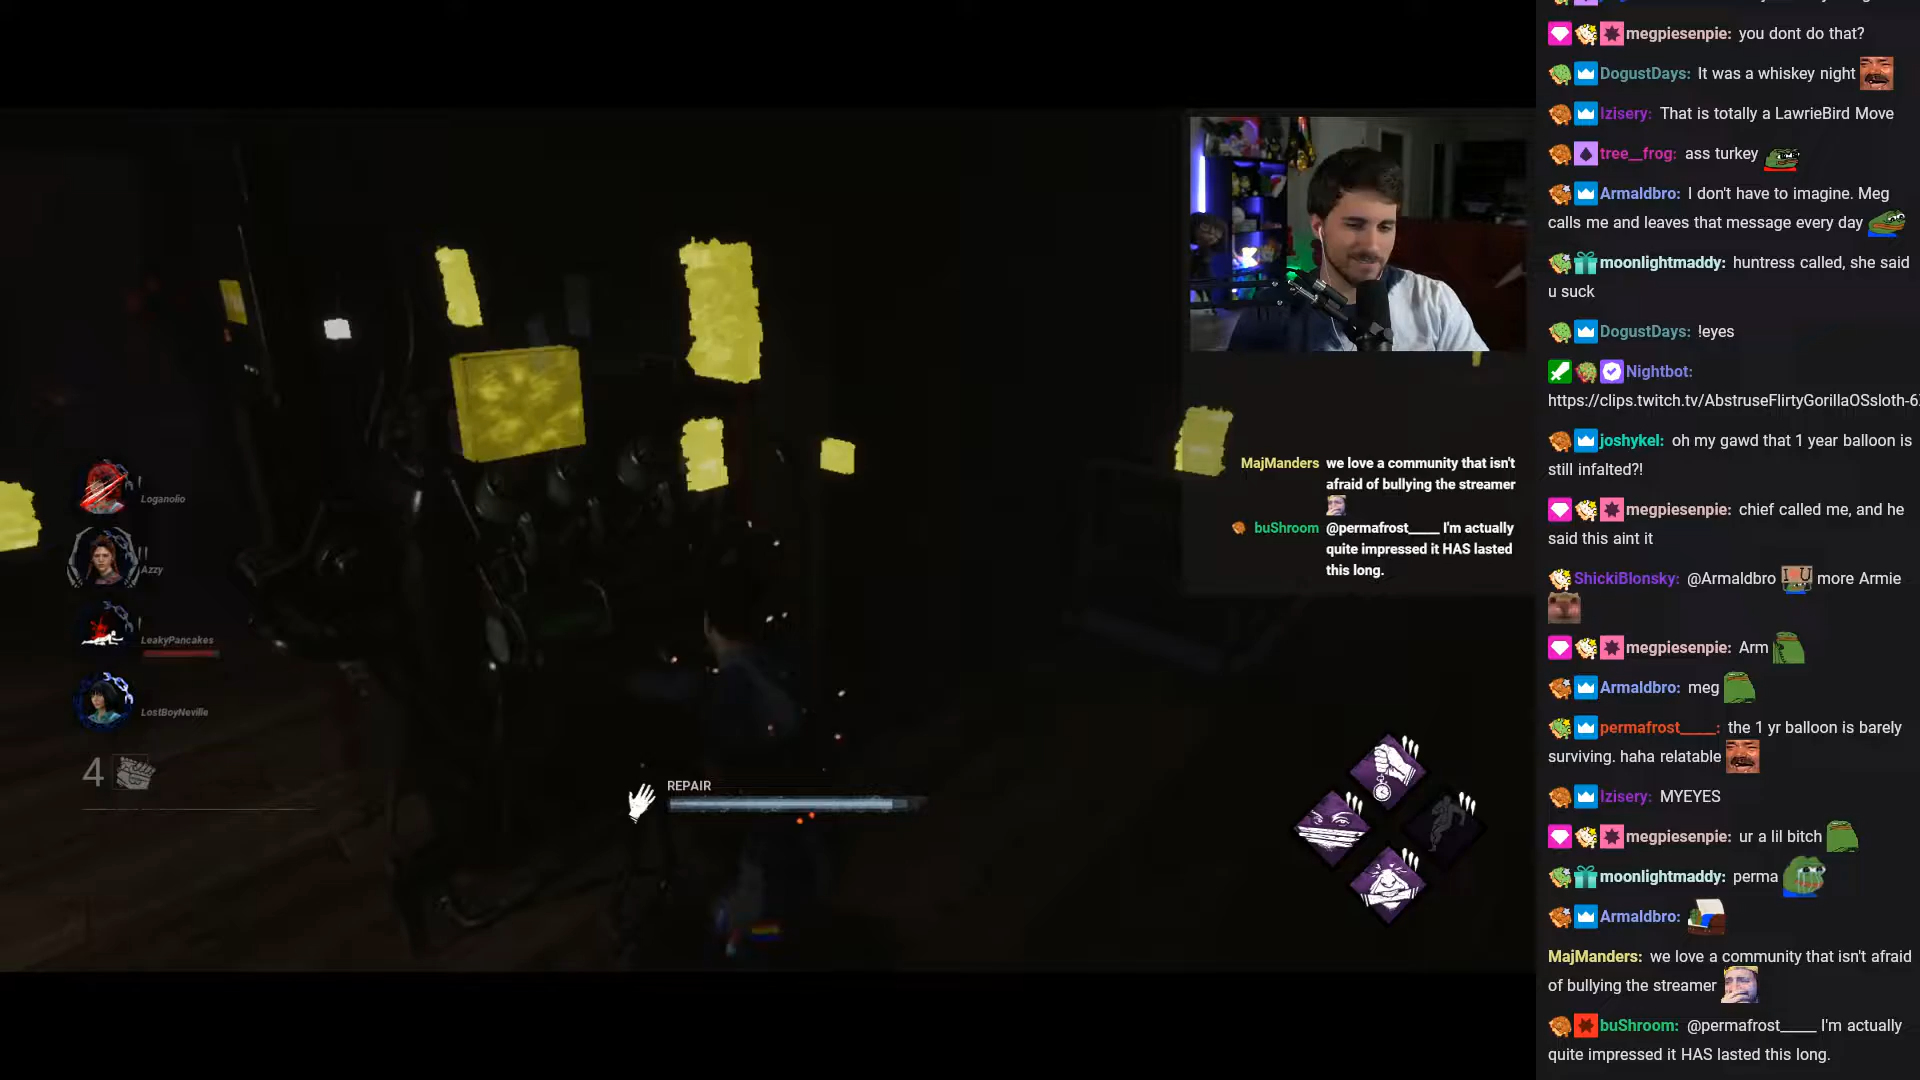 Loganolio
Azzy
LeakyPancakes
LostBoyNeville
4
REPAIR
MajManders we love a community that isn't
afraid of bullying the streamer
buShroom @permafrost_____ I'm actually
quite impressed it HAS lasted
this long.
megpiesenpie: you dont do that?
DogustDays: It was a whiskey night
Izisery: That is totally a LawrieBird Move
tree__frog: ass turkey
Armaldbro: I don't have to imagine. Meg
calls me and leaves that message every day
moonlightmaddy: huntress called, she said
u suck
DogustDays: !eyes
Nightbot:
https://clips.twitch.tv/AbstruseFlirtyGorillaOSsloth-6
joshykel: oh my gawd that 1 year balloon is
still infalted?!
megpiesenpie: chief called me, and he
said this aint it
ShickiBlonsky: @Armaldbro more Armie
megpiesenpie: Arm
Armaldbro: meg
permafrost_____: the 1 yr balloon is barely
surviving. haha relatable
Izisery: MYEYES
megpiesenpie: ur a lil bitch
moonlightmaddy: perma
Armaldbro:
MajManders: we love a community that isn't afraid
of bullying the streamer
buShroom: @permafrost_____ I'm actually
quite impressed it HAS lasted this long.